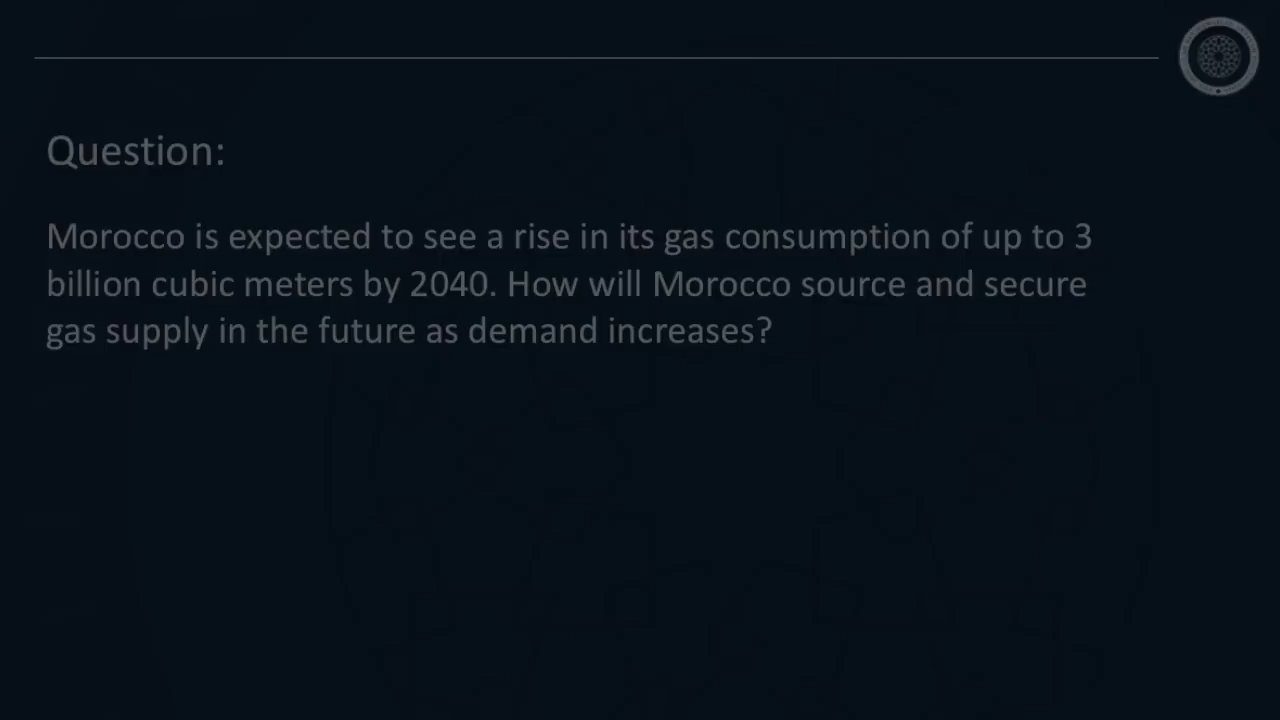 Question:
Morocco is expected to see a rise in its gas consumption of up to 3
billion cubic meters by 2040. How will Morocco source and secure
gas supply in the future as demand increases?